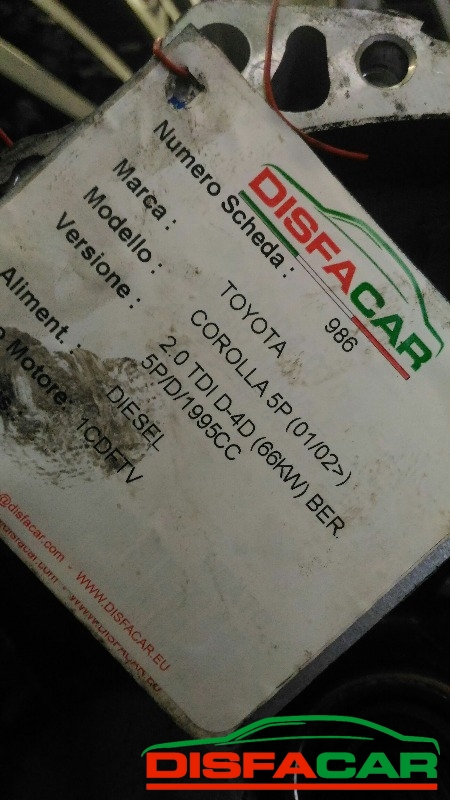 DISFACAR
Numero Scheda : 986
Marca : TOYOTA
Modello : COROLLA 5P (01/02>)
Versione : 2.0 TDI D-4D (66KW) BER.
5P/D/1995CC
Aliment. : DIESEL
Motore: 1CDFTV
@disfacar.com - WWW.DISFACAR.EU
DISFACAR